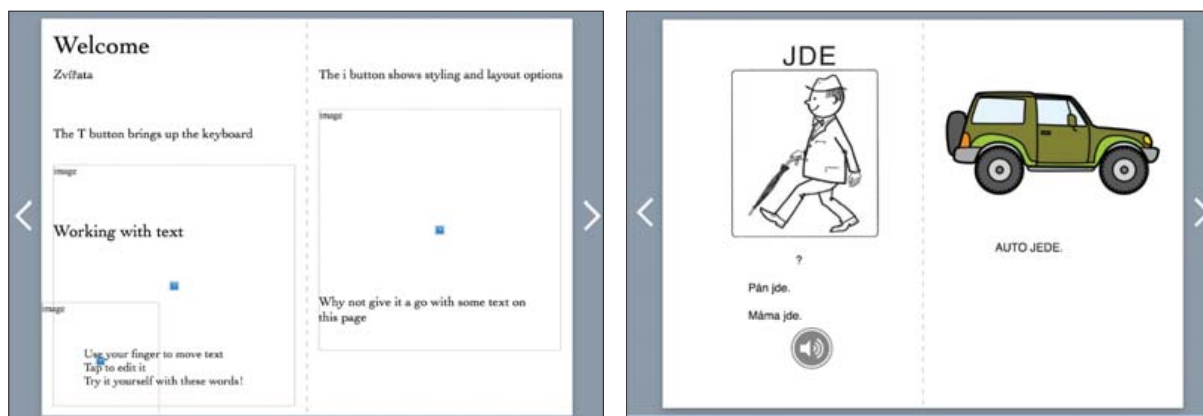 Welcome
Zvířata
The T button brings up the keyboard
image
Working with text
image
Use your finger to move text
Tap to edit it
Try it yourself with these words!
The i button shows styling and layout options
image
Why not give it a go with some text on
this page
JDE
?
Pán jde.
Máma jde.
AUTO JEDE.